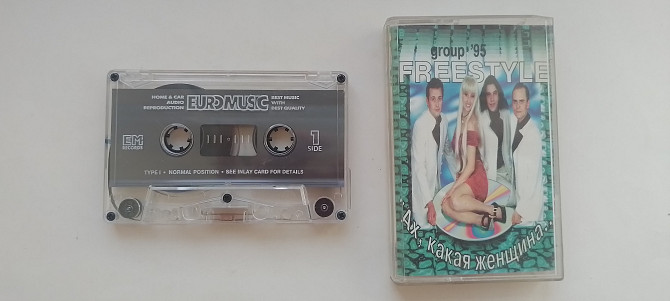 HOME & CAR
AUDIO
REPRODUCTION
EUROMUSIC
BEST MUSIC
WITH
BEST QUALITY
EM
RECORDS
1
SIDE
TYPE I • NORMAL POSITION • SEE INLAY CARD FOR DETAILS
group '95
FREESTYLE
"Ах, какая женщина.."